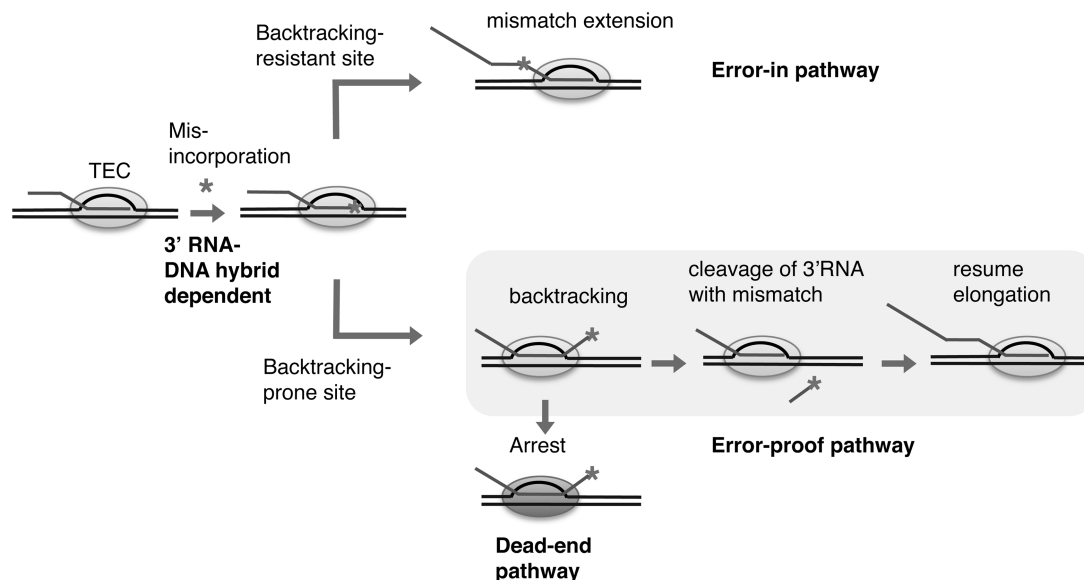 Backtracking-
resistant site
mismatch extension
Error-in pathway
Mis-
incorporation
*
TEC
*
*
3’ RNA-
DNA hybrid
dependent
Backtracking-
prone site
backtracking
*
cleavage of 3’RNA
with mismatch
*
resume
elongation
Error-proof pathway
Arrest
*
Dead-end
pathway